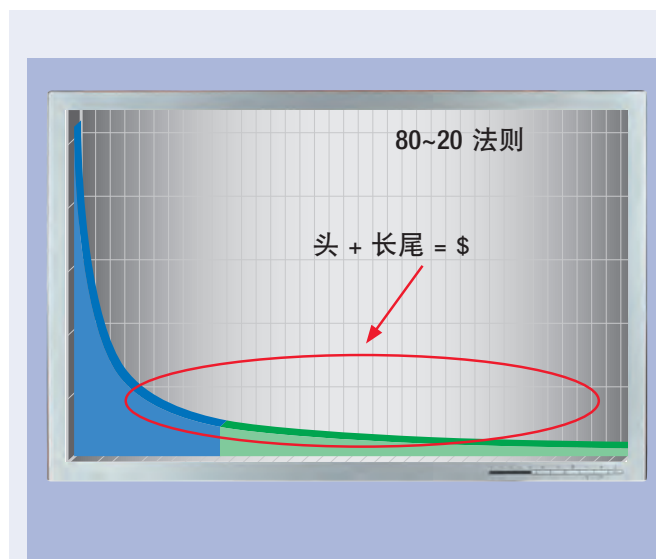 80~20 法则
头 + 长尾 = $